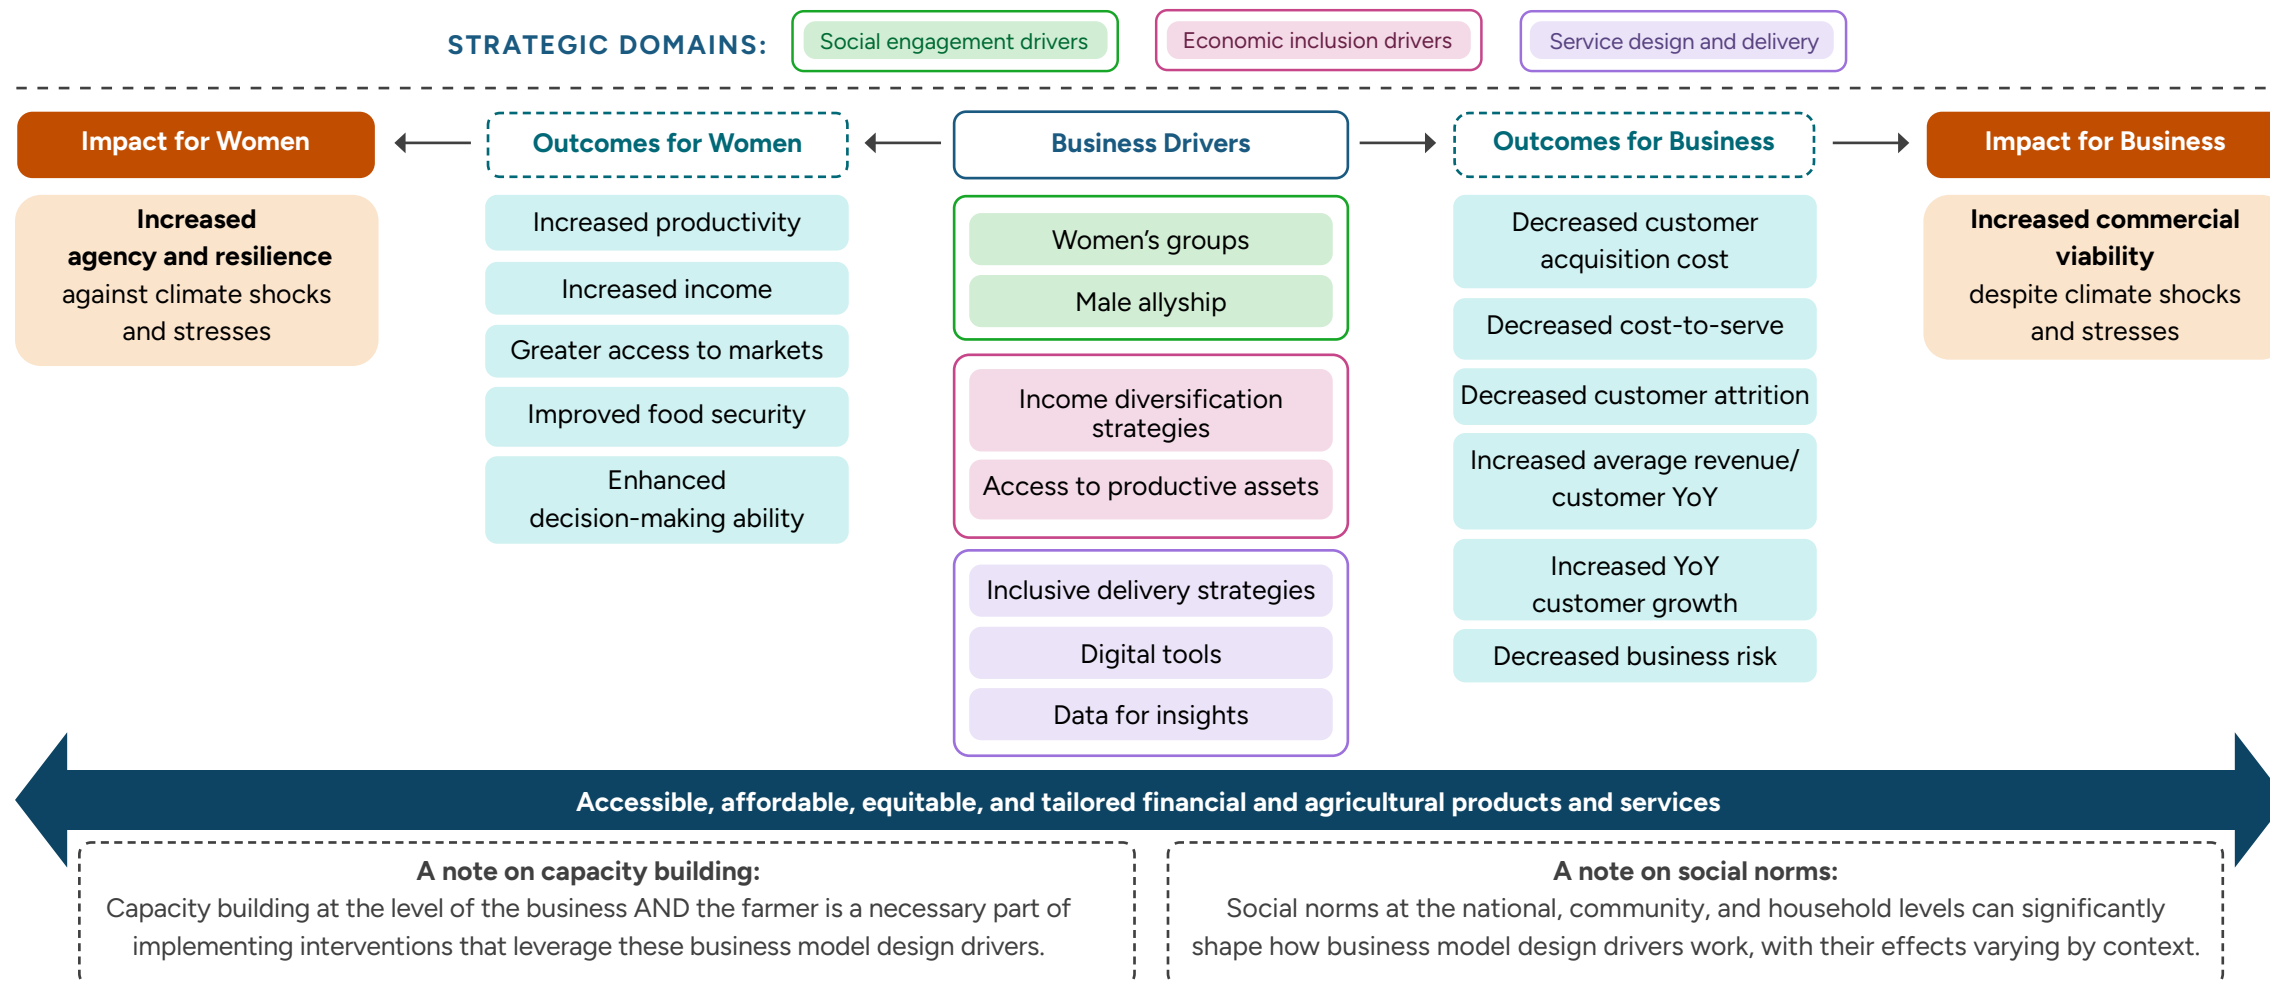 STRATEGIC DOMAINS:
Social engagement drivers
Economic inclusion drivers
Service design and delivery
Impact for Women
Outcomes for Women
Business Drivers
Outcomes for Business
Impact for Business
Increased
agency and resilience
against climate shocks
and stresses
Increased productivity
Increased income
Greater access to markets
Improved food security
Enhanced
decision-making ability
Women’s groups
Male allyship
Income diversification
strategies
Access to productive assets
Inclusive delivery strategies
Digital tools
Data for insights
Decreased customer
acquisition cost
Decreased cost-to-serve
Decreased customer attrition
Increased average revenue/
customer YoY
Increased YoY
customer growth
Decreased business risk
Increased commercial
viability
despite climate shocks
and stresses
Accessible, affordable, equitable, and tailored financial and agricultural products and services
A note on capacity building:
Capacity building at the level of the business AND the farmer is a necessary part of
implementing interventions that leverage these business model design drivers.
A note on social norms:
Social norms at the national, community, and household levels can significantly
shape how business model design drivers work, with their effects varying by context.